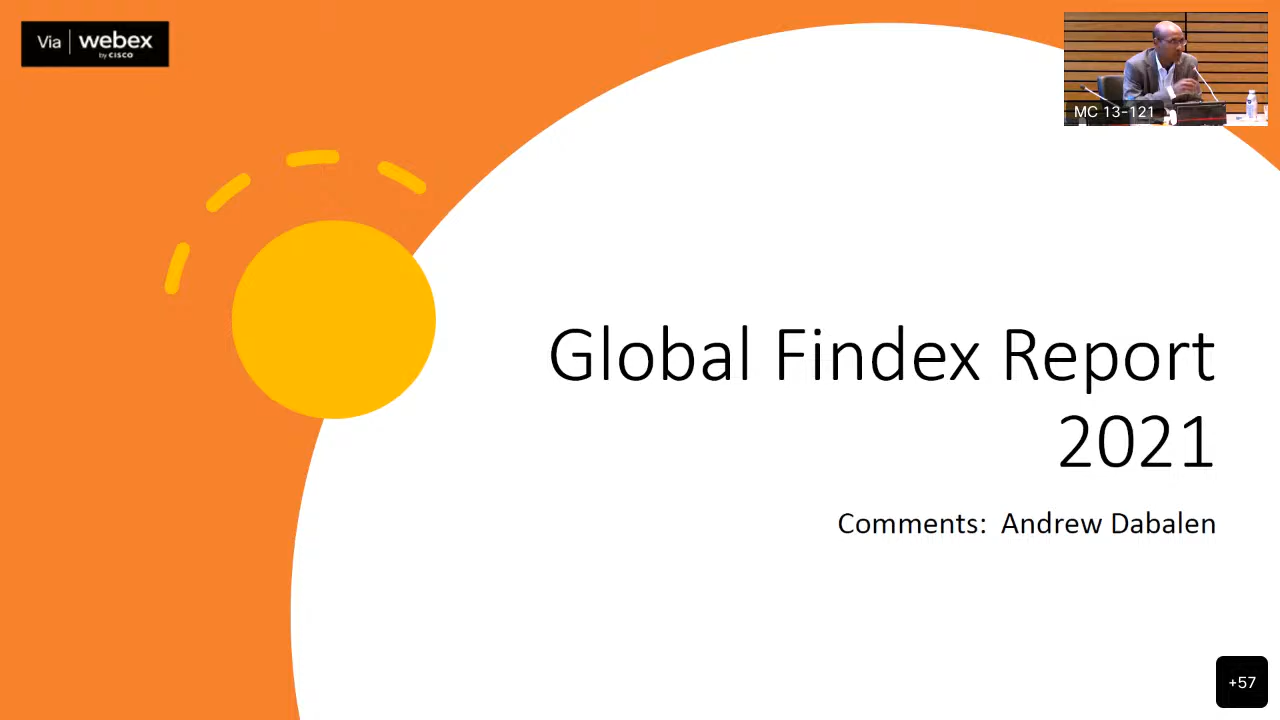 Via webex
by CISCO
MC 13-121
Global Findex Report
2021
Comments: Andrew Dabalen
+57